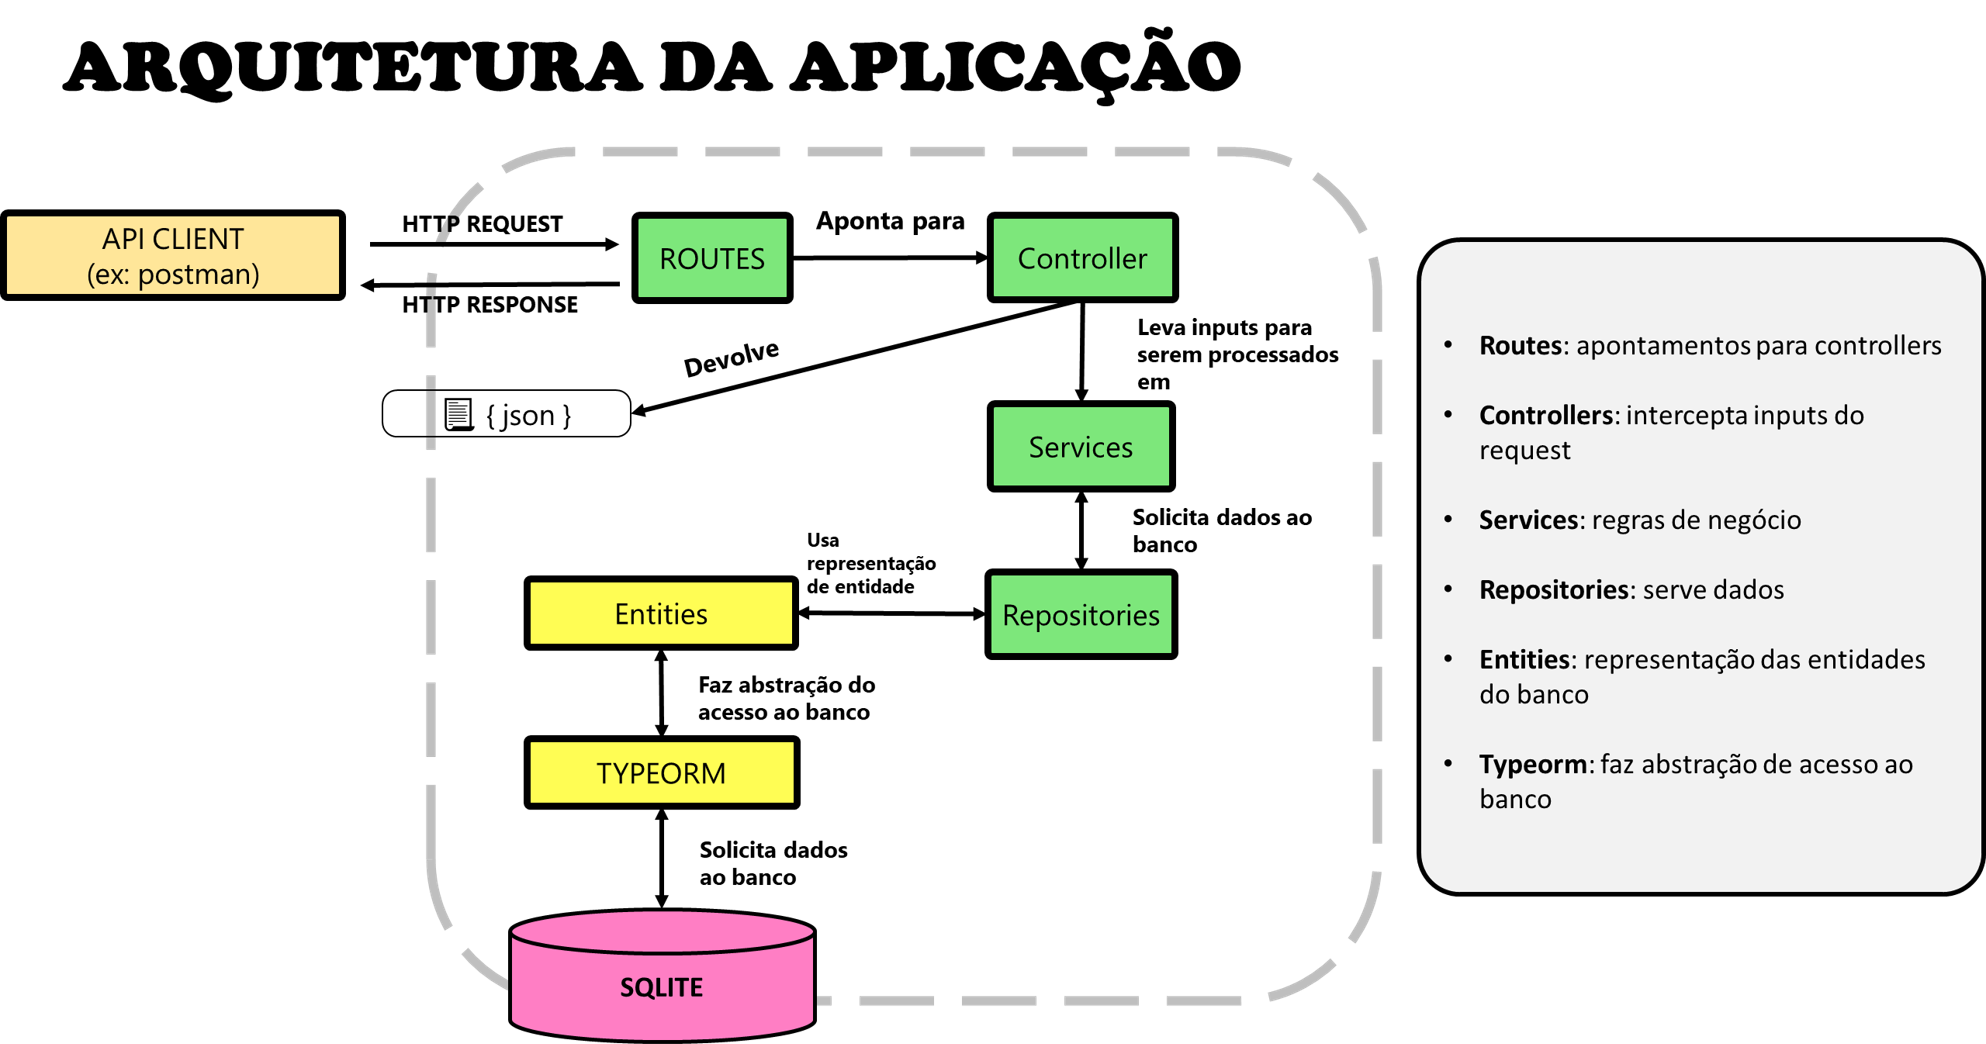 ARQUITETURA DA APLICAÇÃO
API CLIENT
(ex: postman)
HTTP REQUEST
HTTP RESPONSE
ROUTES
Aponta para
Controller
Devolve
{ json }
Leva inputs para
serem processados
em
Services
Solicita dados ao
banco
Repositories
Usa
representação
de entidade
Entities
Faz abstração do
acesso ao banco
TYPEORM
Solicita dados
ao banco
SQLITE
• Routes: apontamentos para controllers
• Controllers: intercepta inputs do
request
• Services: regras de negócio
• Repositories: serve dados
• Entities: representação das entidades
do banco
• Typeorm: faz abstração de acesso ao
banco